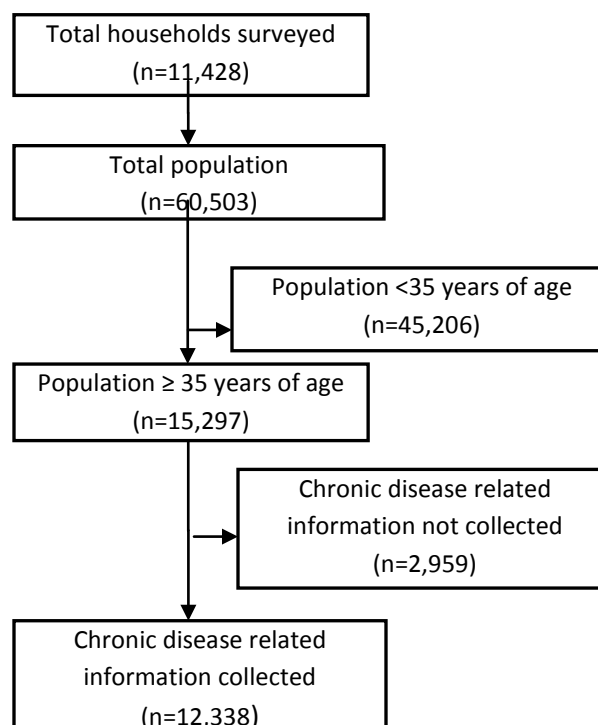 Total households surveyed
(n=11,428)
Total population
(n=60,503)
Population <35 years of age
(n=45,206)
Population ≥ 35 years of age
(n=15,297)
Chronic disease related
information not collected
(n=2,959)
Chronic disease related
information collected
(n=12,338)